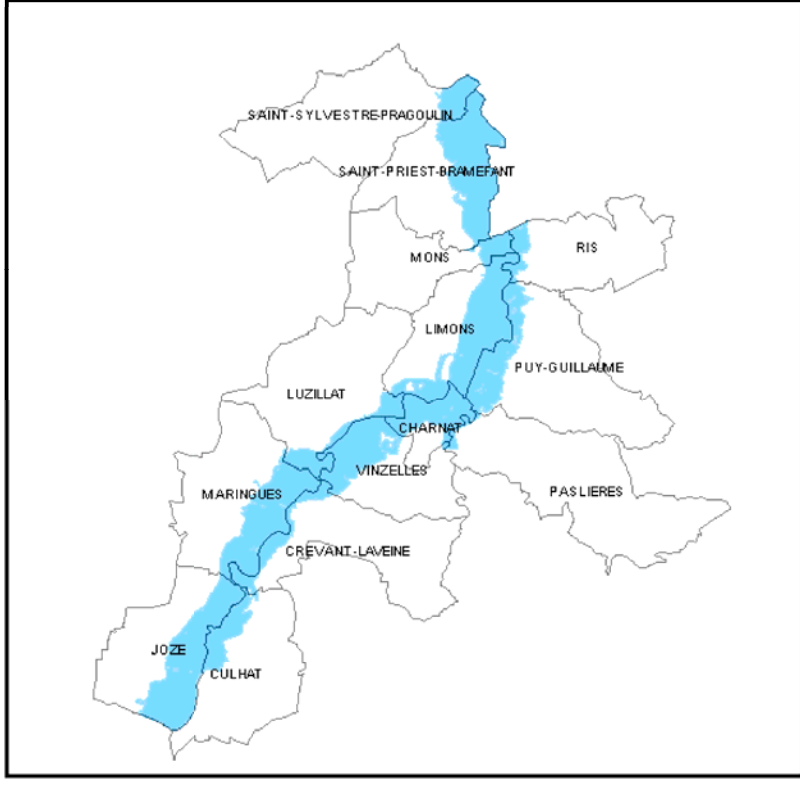 SAINT-SYLVESTRE-PRAGOULIN
SAINT-PRIEST-BRAMEFANT
RIS
MONS
LIMONS
PUY-GUILLAUME
LUZILLAT
CHARNAT
VINZELLES
MARINGUES
PASLIERES
CREVANT-LAVEINE
JOZE
CULHAT